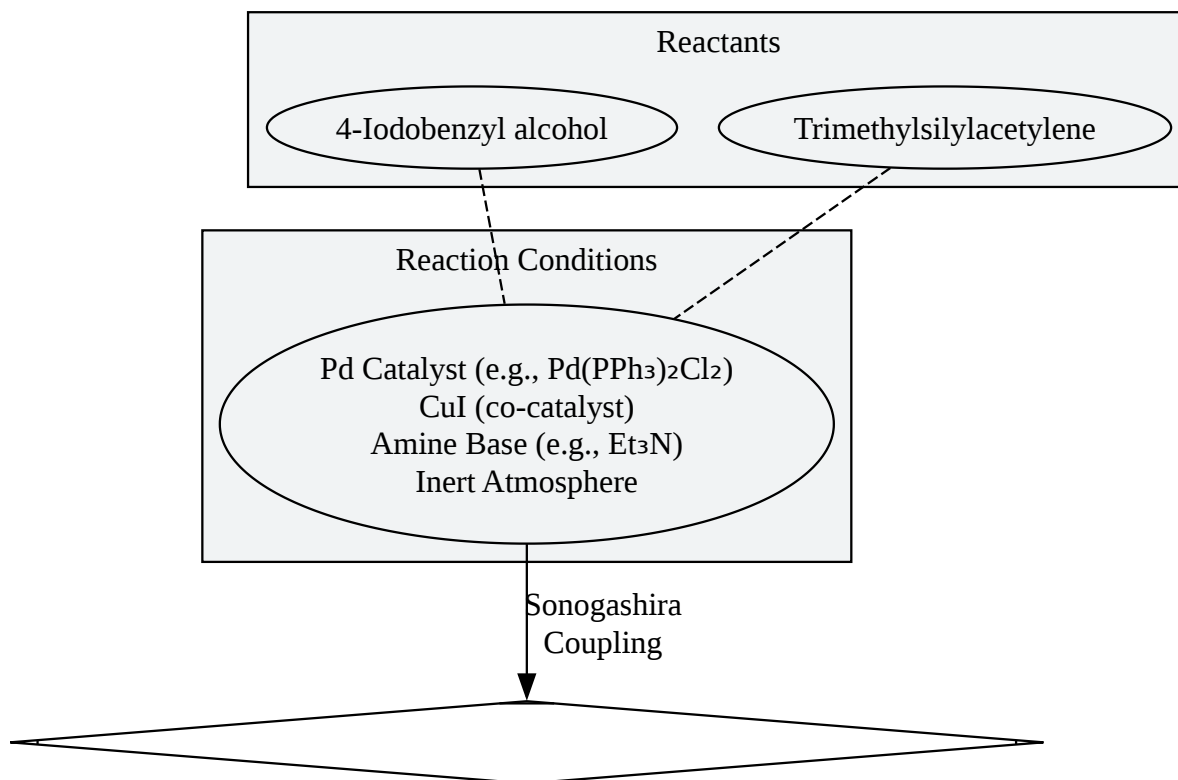 Reactants
4-Iodobenzyl alcohol
Trimethylsilylacetylene
Reaction Conditions
Pd Catalyst (e.g., Pd(PPh₃)₂Cl₂)
CuI (co-catalyst)
Amine Base (e.g., Et₃N)
Inert Atmosphere
Sonogashira
Coupling